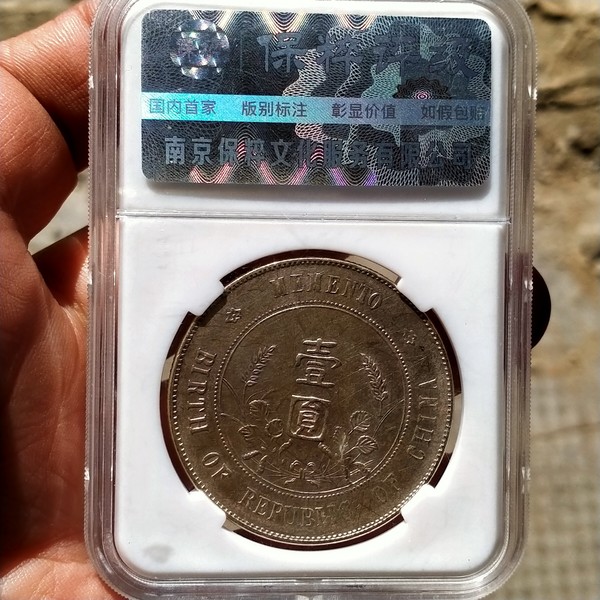 保粹评级
国内首家 版别标注 彰显价值 如假包赔
南京保粹文化服务有限公司
MEMENTO
壹
圓
BIRTH OF REPUBLIC OF CHINA